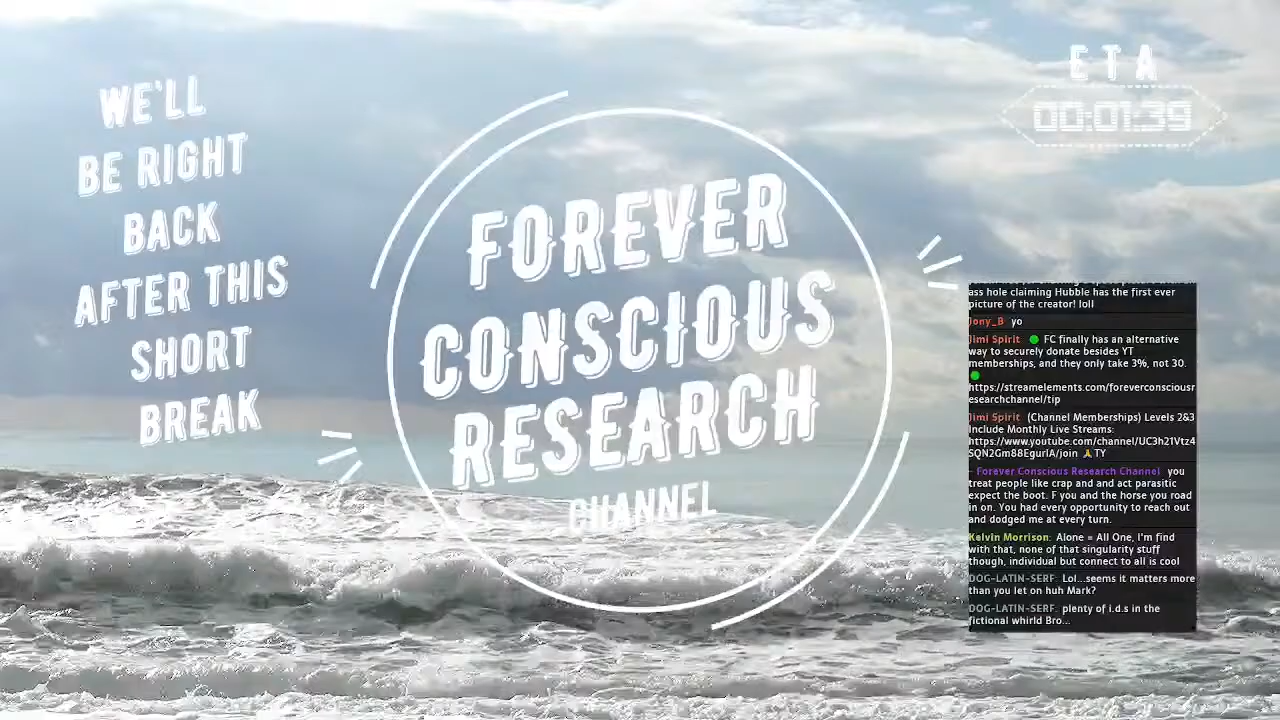 WE'LL
BE RIGHT
BACK
AFTER THIS
SHORT
BREAK
FOREVER
CONSCIOUS
RESEARCH
CHANNEL
ETA
00:01:39
ass hole claiming Hubble has the first ever
picture of the creator! loll
Jony_B yo
Jimi Spirit 🟢 FC finally has an alternative
way to securely donate besides YT
memberships, and they only take 3%, not 30.
🟢
https://streamelements.com/foreverconsciousr
esearchchannel/tip
Jimi Spirit (Channel Memberships) Levels 2&3
Include Monthly Live Streams:
https://www.youtube.com/channel/UC3h21Vtz4
SQN2Gm88EgurIA/join 🙏TY
Forever Conscious Research Channel you
treat people like crap and and act parasitic
expect the boot. F you and the horse you road
in on. You had every opportunity to reach out
and dodged me at every turn.
Kelvin Morrison: Alone = All One, I'm find
with that, none of that singularity stuff
though, individual but connect to all is cool
DOG-LATIN-SERF: Lol...seems it matters more
than you let on huh Mark?
DOG-LATIN-SERF: plenty of i.d.s in the
fictional whirld Bro...